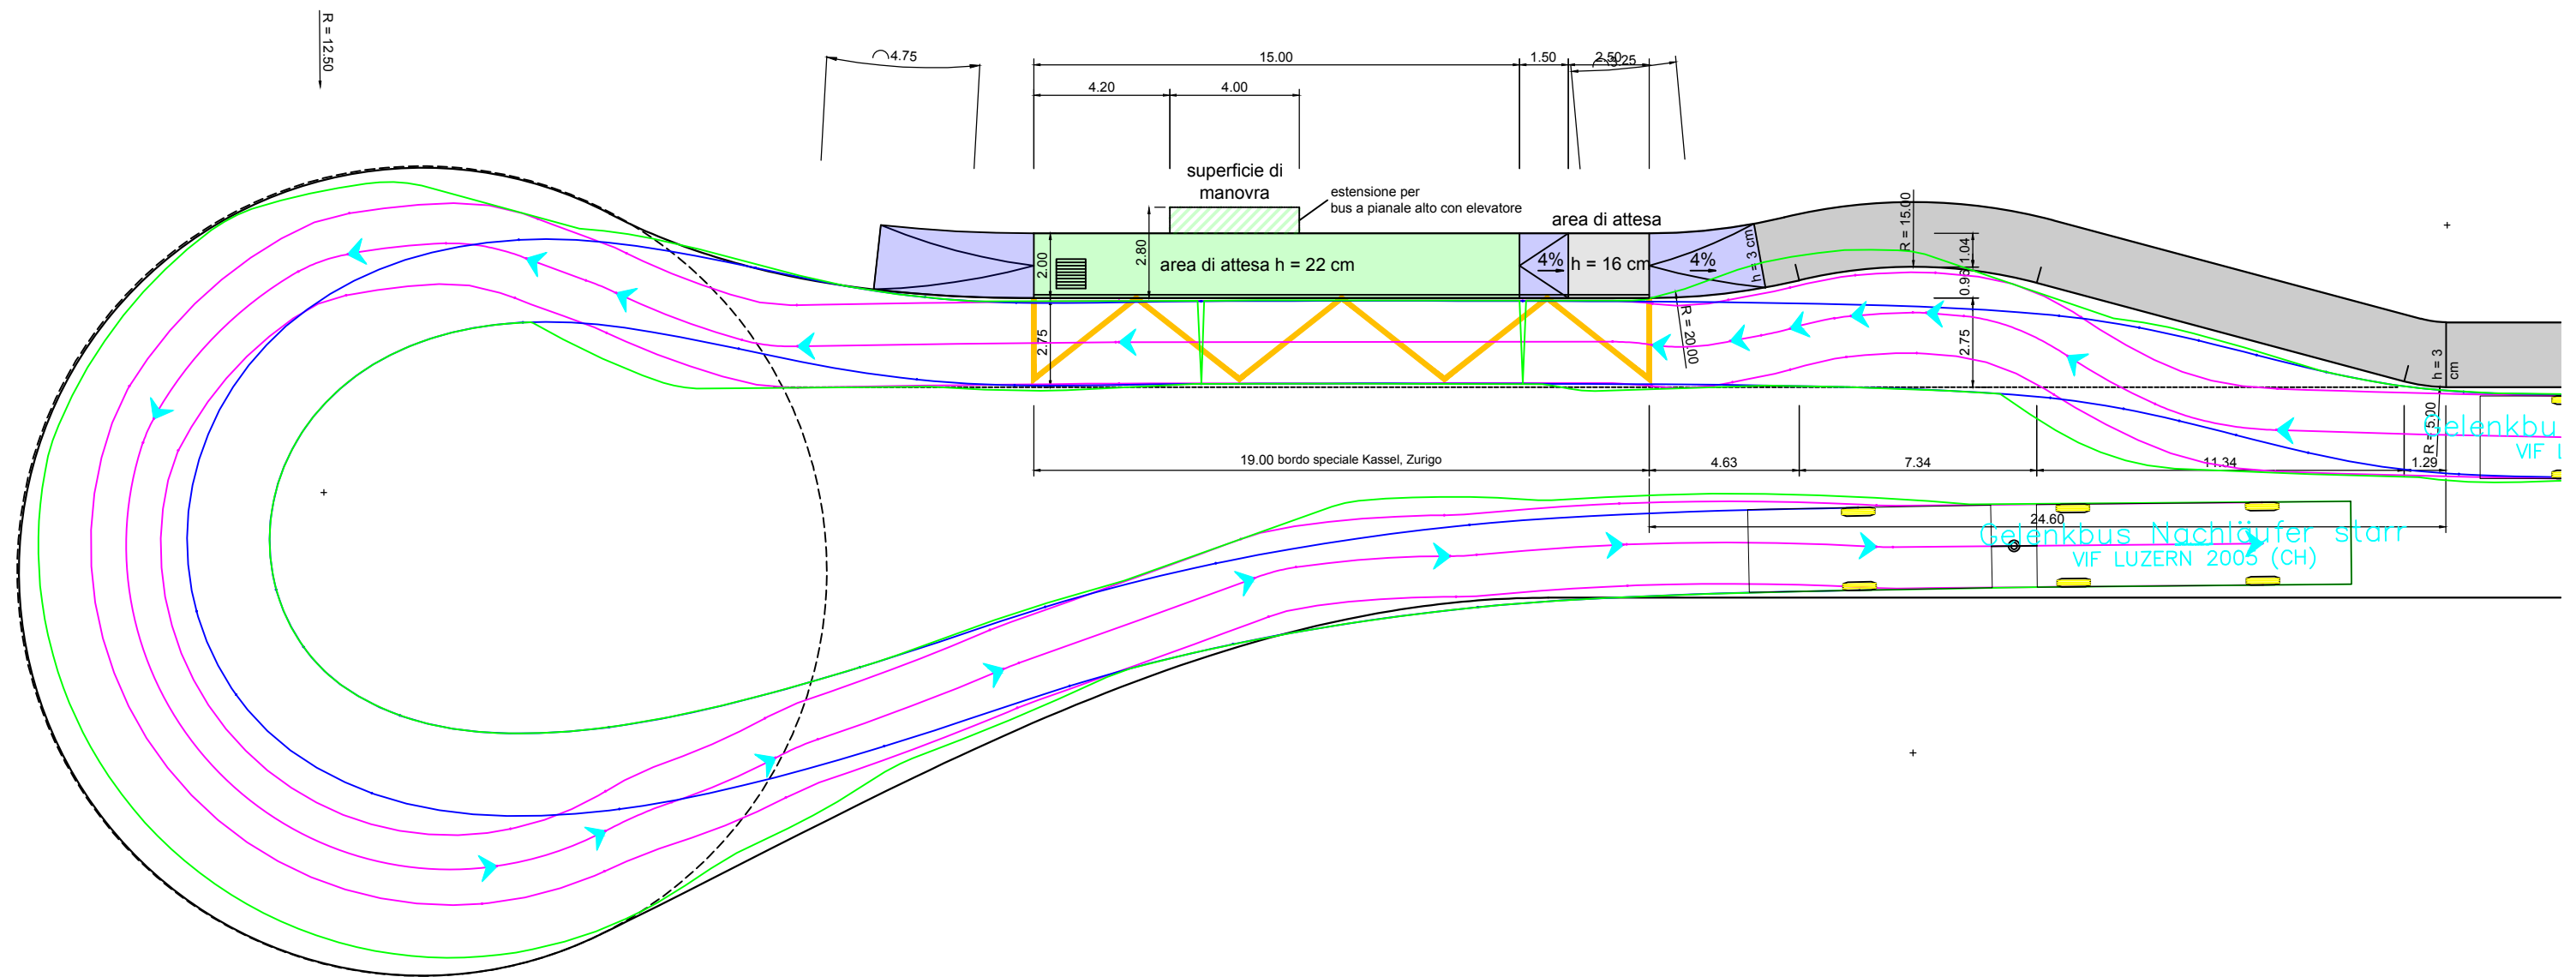 R = 12.50
4.75
15.00
1.50
2.50
3.25
4.20
4.00
superficie di
manovra
estensione per
bus a pianale alto con elevatore
area di attesa
2.80
2.00
area di attesa h = 22 cm
4%
h = 16 cm
4%
h = 3 cm
R = 15.00
1.04
0.96
2.75
R = 20.00
2.75
h = 3
cm
R = 5.00
Gelenkbu
VIF L
19.00 bordo speciale Kassel, Zurigo
4.63
7.34
11.34
1.29
24.60
Gelenkbus Nachläufer starr
VIF LUZERN 2005 (CH)